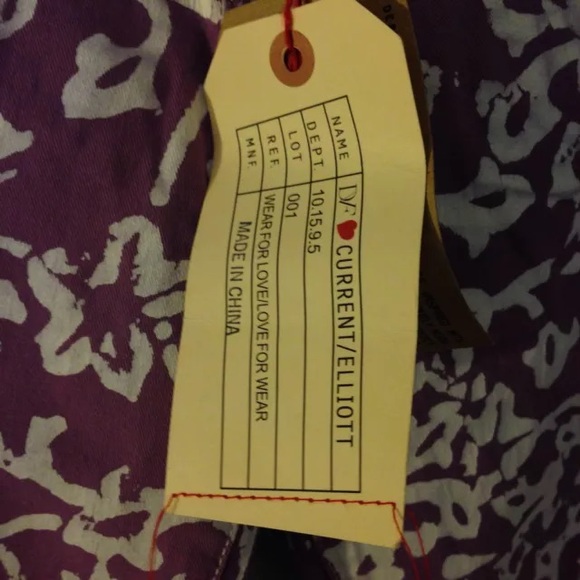 NAME DVF CURRENT/ELLIOTT
DEPT. 10.15.9.5
LOT 001
REF. WEAR FOR LOVE/LOVE FOR WEAR
MNF. MADE IN CHINA